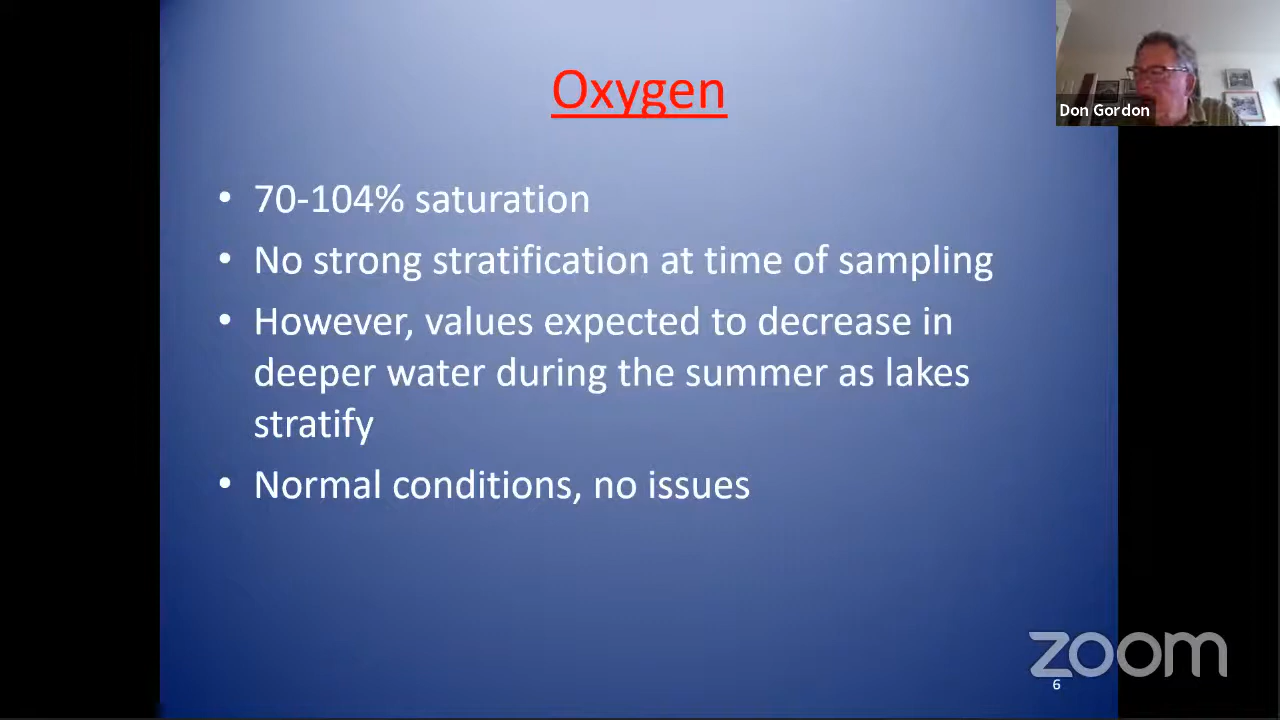 Oxygen
Don Gordon
• 70-104% saturation
• No strong stratification at time of sampling
• However, values expected to decrease in
deeper water during the summer as lakes
stratify
• Normal conditions, no issues
zoom
6